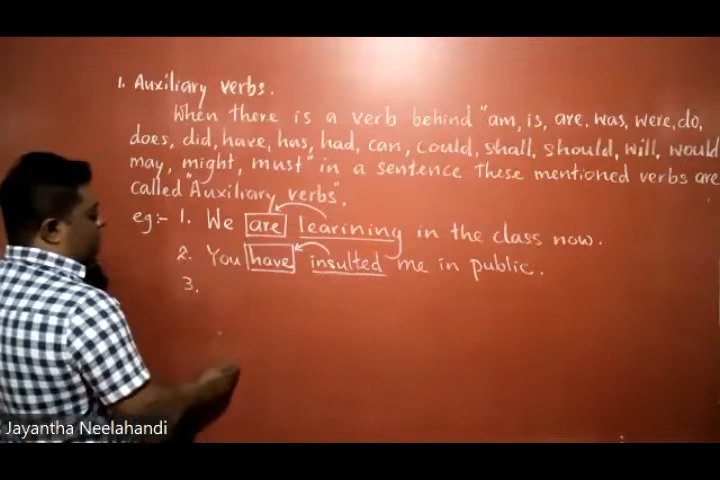 1. Auxiliary verbs.
When there is a verb behind "am, is, are, was, were, do,
does, did, have, has, had, can, could, shall, should, will, would
may, might, must" in a sentence these mentioned verbs are
called "Auxiliary verbs".
eg:- 1. We are learining in the class now.
2. You have insulted me in public.
3.
Jayantha Neelahandi